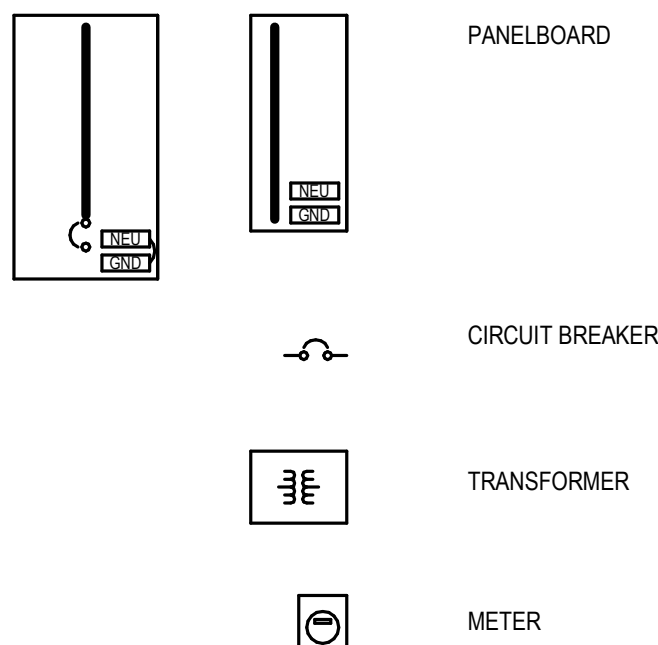 PANELBOARD
NEU
GND
NEU
GND
CIRCUIT BREAKER
TRANSFORMER
METER